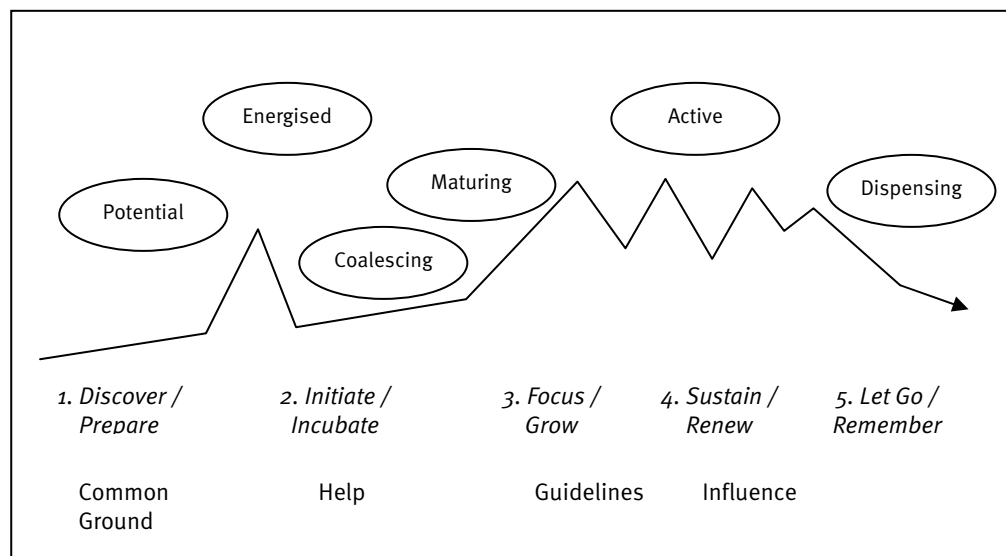 Energised
Active
Maturing
Dispensing
Potential
Coalescing
1. Discover /
Prepare
2. Initiate /
Incubate
3. Focus /
Grow
4. Sustain /
Renew
5. Let Go /
Remember
Common
Ground
Help
Guidelines
Influence